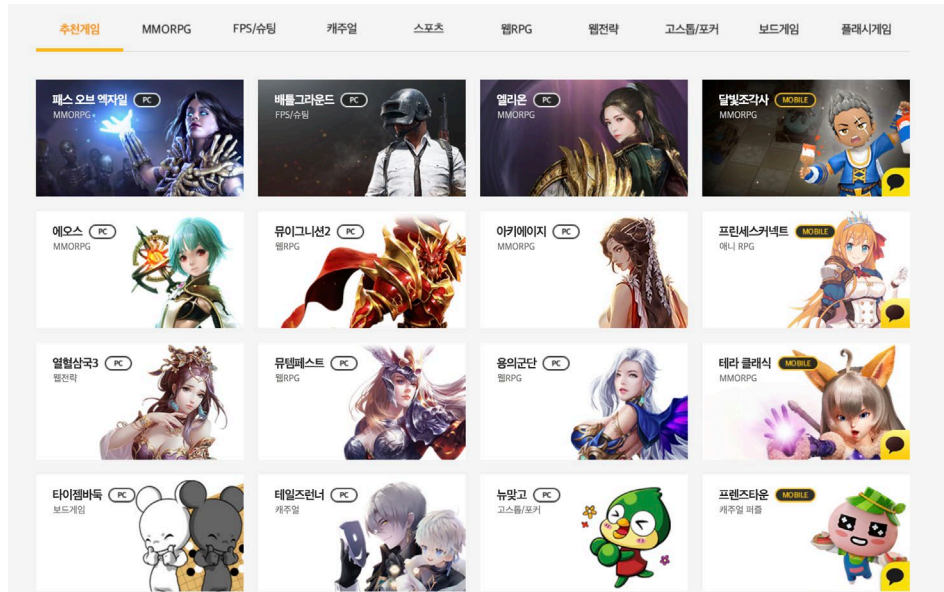 추천게임
MMORPG
FPS/슈팅
캐주얼
스포츠
웹RPG
웹전략
고스톱/포커
보드게임
플래시게임
패스 오브 엑자일 PC
MMORPG+
배틀그라운드 PC
FPS/슈팅
엘리온 PC
MMORPG
달빛조각사 MOBILE
MMORPG
에오스 PC
MMORPG
뮤이그니션2 PC
웹RPG
아키에이지 PC
MMORPG
프린세스커넥트 MOBILE
애니 RPG
열혈삼국3 PC
웹전략
뮤템페스트 PC
웹RPG
용의군단 PC
웹RPG
테라 클래식 MOBILE
MMORPG
타이젬바둑 PC
보드게임
테일즈런너 PC
캐주얼
뉴맞고 PC
고스톱/포커
프렌즈타운 MOBILE
캐주얼 퍼즐